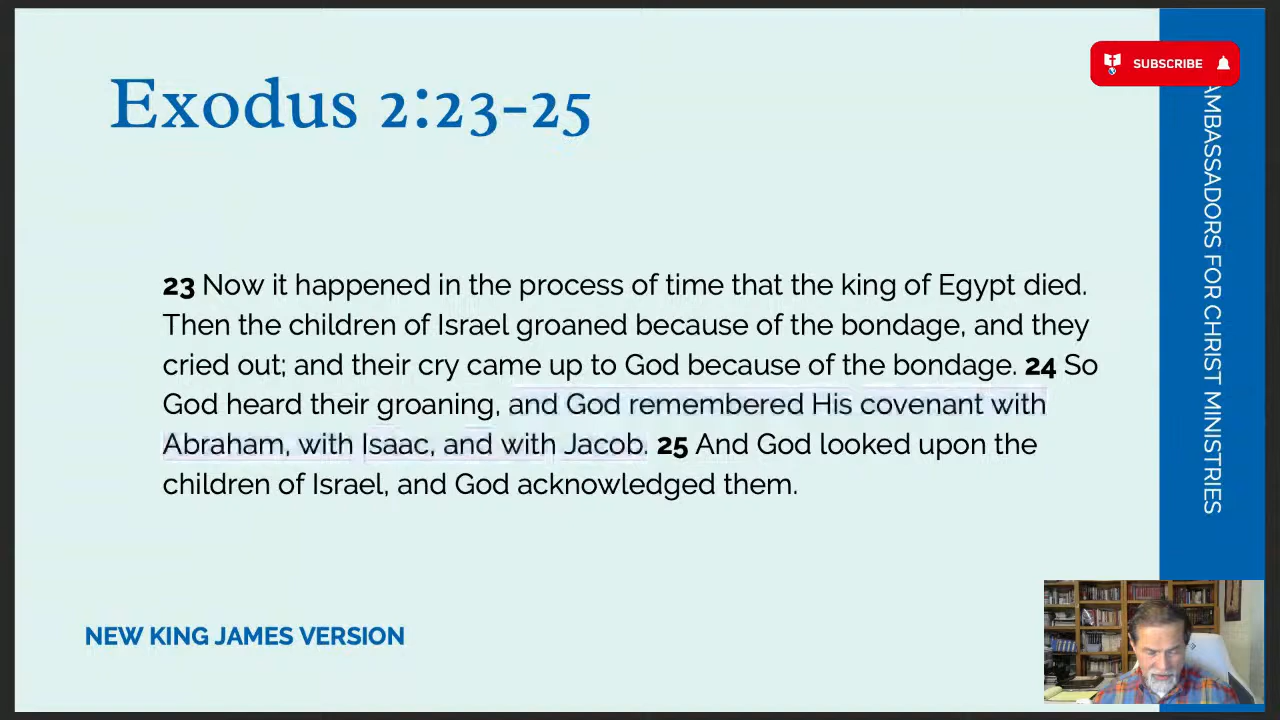 Exodus 2:23-25
SUBSCRIBE
23 Now it happened in the process of time that the king of Egypt died.
Then the children of Israel groaned because of the bondage, and they
cried out; and their cry came up to God because of the bondage. 24 So
God heard their groaning, and God remembered His covenant with
Abraham, with Isaac, and with Jacob. 25 And God looked upon the
children of Israel, and God acknowledged them.
NEW KING JAMES VERSION
AMBASSADORS FOR CHRIST MINISTRIES